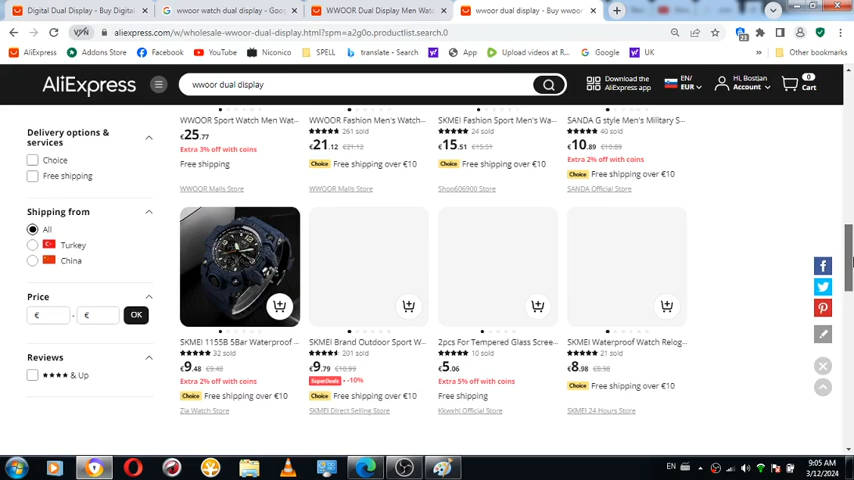 Digital Dual Display - Buy Digital
wwoor watch dual display - Goo
WWOOR Dual Display Men Wat
wwoor dual display - Buy wwoo
VPN
aliexpress.com/w/wholesale-wwoor-dual-display.html?spm=a2g0o.productlist.search.0
23
AliExpress
Addons Store
Facebook
YouTube
Niconico
SPELL
translate - Search
App
Upload videos at R...
Google
UK
»
Other bookmarks
AliExpress
wwoor dual display
Download the
AliExpress app
EN/
EUR
Hi, Bostjan
Account
0
Cart
Delivery options &
services
Choice
Free shipping
Shipping from
All
Turkey
China
Price
€ - € OK
Reviews
& Up
WWOOR Sport Watch Men Wat...
€25.77
Extra 3% off with coins
Free shipping
WWOOR Malls Store
WWOOR Fashion Men's Watch...
261 sold
€21.12 €21.12
Choice Free shipping over €10
WWOOR Malls Store
SKMEI Fashion Sport Men's Wa...
24 sold
€15.51 €15.51
Choice Free shipping over €10
Shop606900 Store
SANDA G style Men's Military S...
40 sold
€10.89 €10.89
Extra 2% off with coins
Choice Free shipping over €10
SANDA Official Store
SKMEI 1155B 5Bar Waterproof ...
32 sold
€9.48 €9.48
Extra 2% off with coins
Choice Free shipping over €10
Zia Watch Store
SKMEI Brand Outdoor Sport W...
201 sold
€9.79 €10.99
SuperDeals -10%
Choice Free shipping over €10
SKMEI Direct Selling Store
2pcs For Tempered Glass Scree...
10 sold
€5.06
Extra 5% off with coins
Free shipping
Kkwhl Official Store
SKMEI Waterproof Watch Relog...
21 sold
€8.98 €8.98
Choice Free shipping over €10
SKMEI 24 Hours Store
EN
9:05 AM
3/12/2024